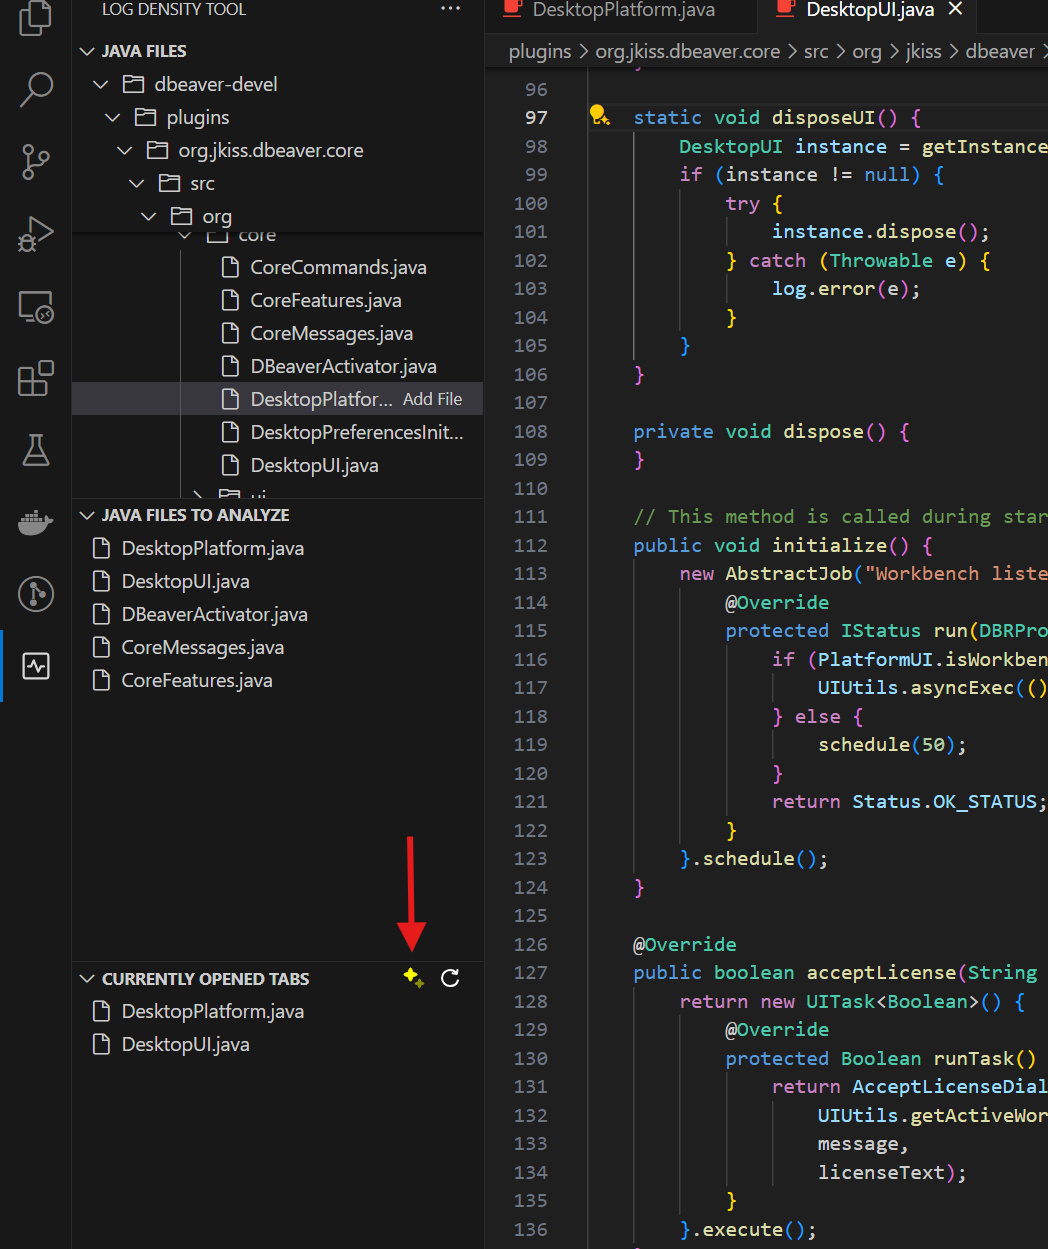 LOG DENSITY TOOL
JAVA FILES
dbeaver-devel
plugins
org.jkiss.dbeaver.core
src
org
core
CoreCommands.java
CoreFeatures.java
CoreMessages.java
DBeaverActivator.java
DesktopPlatfor... Add File
DesktopPreferencesInit...
DesktopUI.java
ui
JAVA FILES TO ANALYZE
DesktopPlatform.java
DesktopUI.java
DBeaverActivator.java
CoreMessages.java
CoreFeatures.java
CURRENTLY OPENED TABS
DesktopPlatform.java
DesktopUI.java
DesktopPlatform.java DesktopUI.java
plugins > org.jkiss.dbeaver.core > src > org > jkiss > dbeaver >
96
97 static void disposeUI() {
98 DesktopUI instance = getInstance
99 if (instance != null) {
100 try {
101 instance.dispose();
102 } catch (Throwable e) {
103 log.error(e);
104 }
105 }
106 }
107
108 private void dispose() {
109 }
110
111 // This method is called during star
112 public void initialize() {
113 new AbstractJob("Workbench liste
114 @Override
115 protected IStatus run(DBRPro
116 if (PlatformUI.isWorkben
117 UIUtils.asyncExec(()
118 } else {
119 schedule(50);
120 }
121 return Status.OK_STATUS;
122 }
123 }.schedule();
124 }
125
126 @Override
127 public boolean acceptLicense(String
128 return new UITask<Boolean>() {
129 @Override
130 protected Boolean runTask()
131 return AcceptLicenseDial
132 UIUtils.getActiveWor
133 message,
134 licenseText);
135 }
136 }.execute();